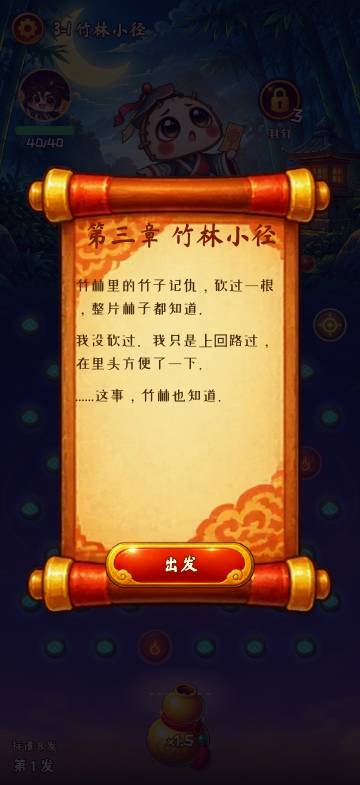 3-1 竹林小径
40/40
3
第三章 竹林小径
竹林里的竹子记仇，砍过一根
，整片林子都知道.
我没砍过. 我只是上回路过，
在里头方便了一下.
......这事，竹林也知道.
出发
×1.5
第 1 发